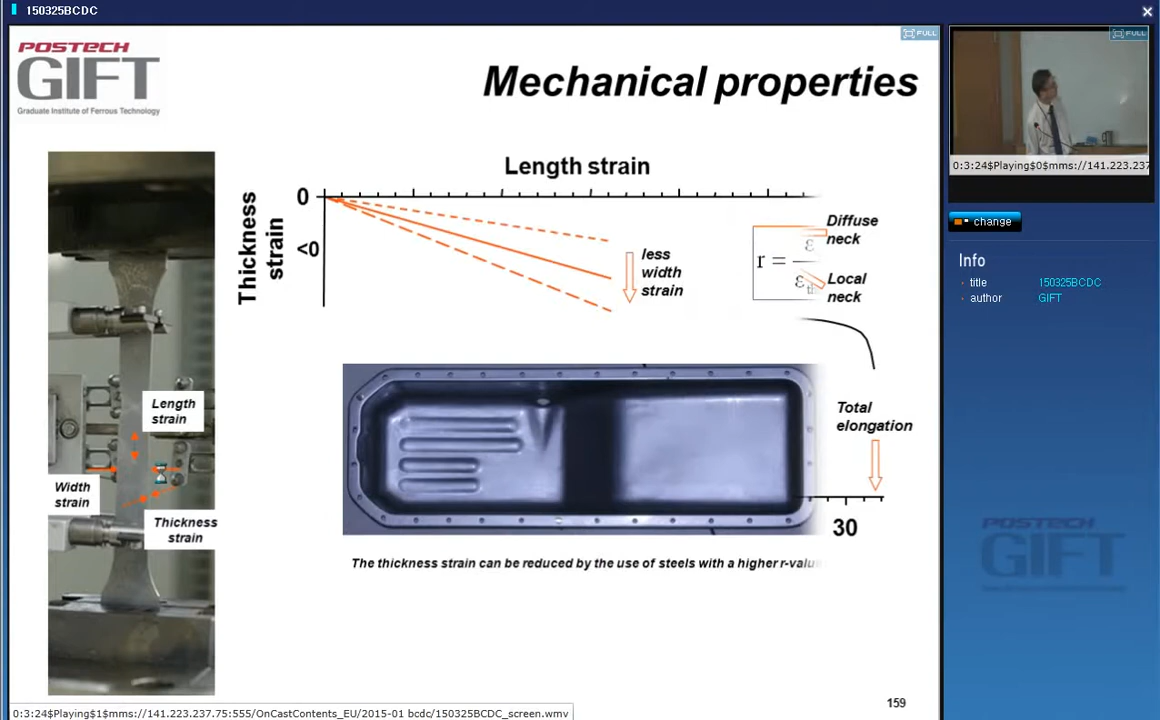 150325BCDC
FULL
FULL
POSTECH
GIFT
Graduate Institute of Ferrous Technology
Mechanical properties
Length strain
Thickness
strain
0
<0
less
width
strain
r =
ε
ε
Diffuse
neck
Local
neck
Length
strain
Width
strain
Thickness
strain
Total
elongation
30
The thickness strain can be reduced by the use of steels with a higher
159
0:3:24$Playing$1$mms://141.223.237.75:555/OnCastContents_EU/2015-01 bcdc/150325BCDC_screen.wmv
0:3:24$Playing$0$mms://141.223.237
change
Info
title 150325BCDC
author GIFT
POSTECH
GIFT